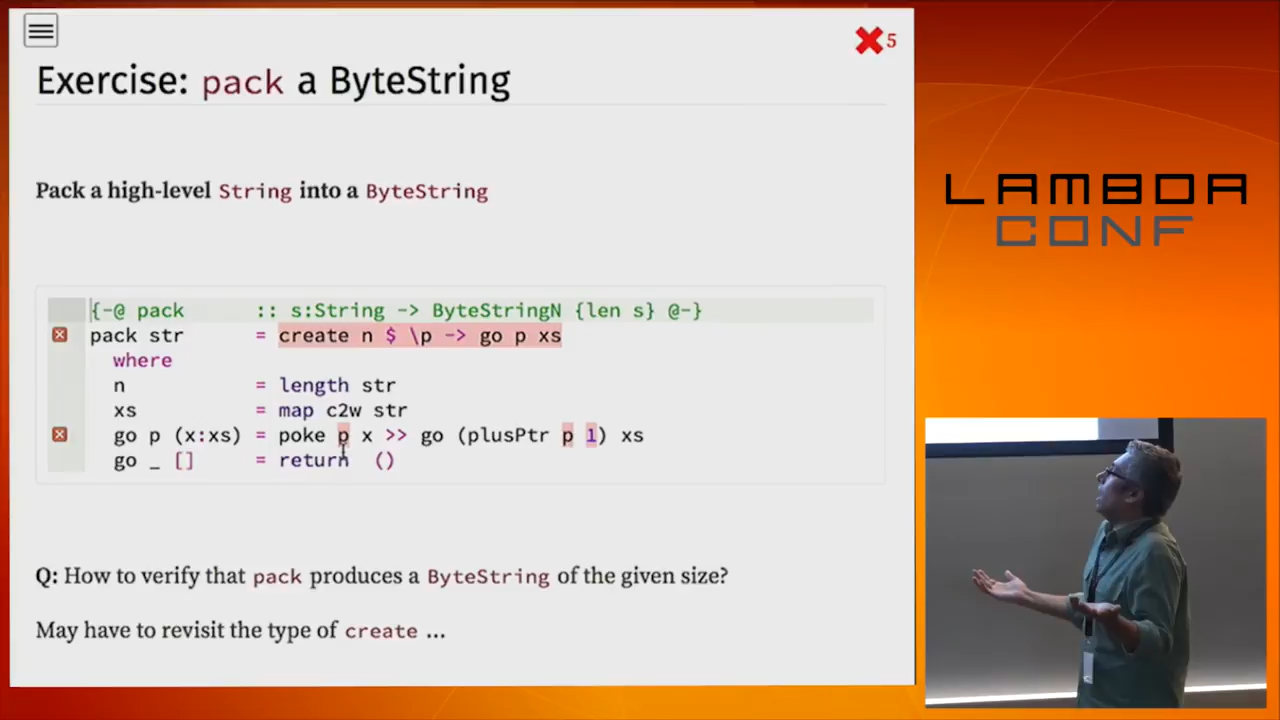 5
Exercise: pack a ByteString
Pack a high-level String into a ByteString
{-@ pack :: s:String -> ByteStringN {len s} @-}
pack str = create n $ \p -> go p xs
where
n = length str
xs = map c2w str
go p (x:xs) = poke p x >> go (plusPtr p 1) xs
go _ [] = return ()
Q: How to verify that pack produces a ByteString of the given size?
May have to revisit the type of create ...
LAMBDA
CONF